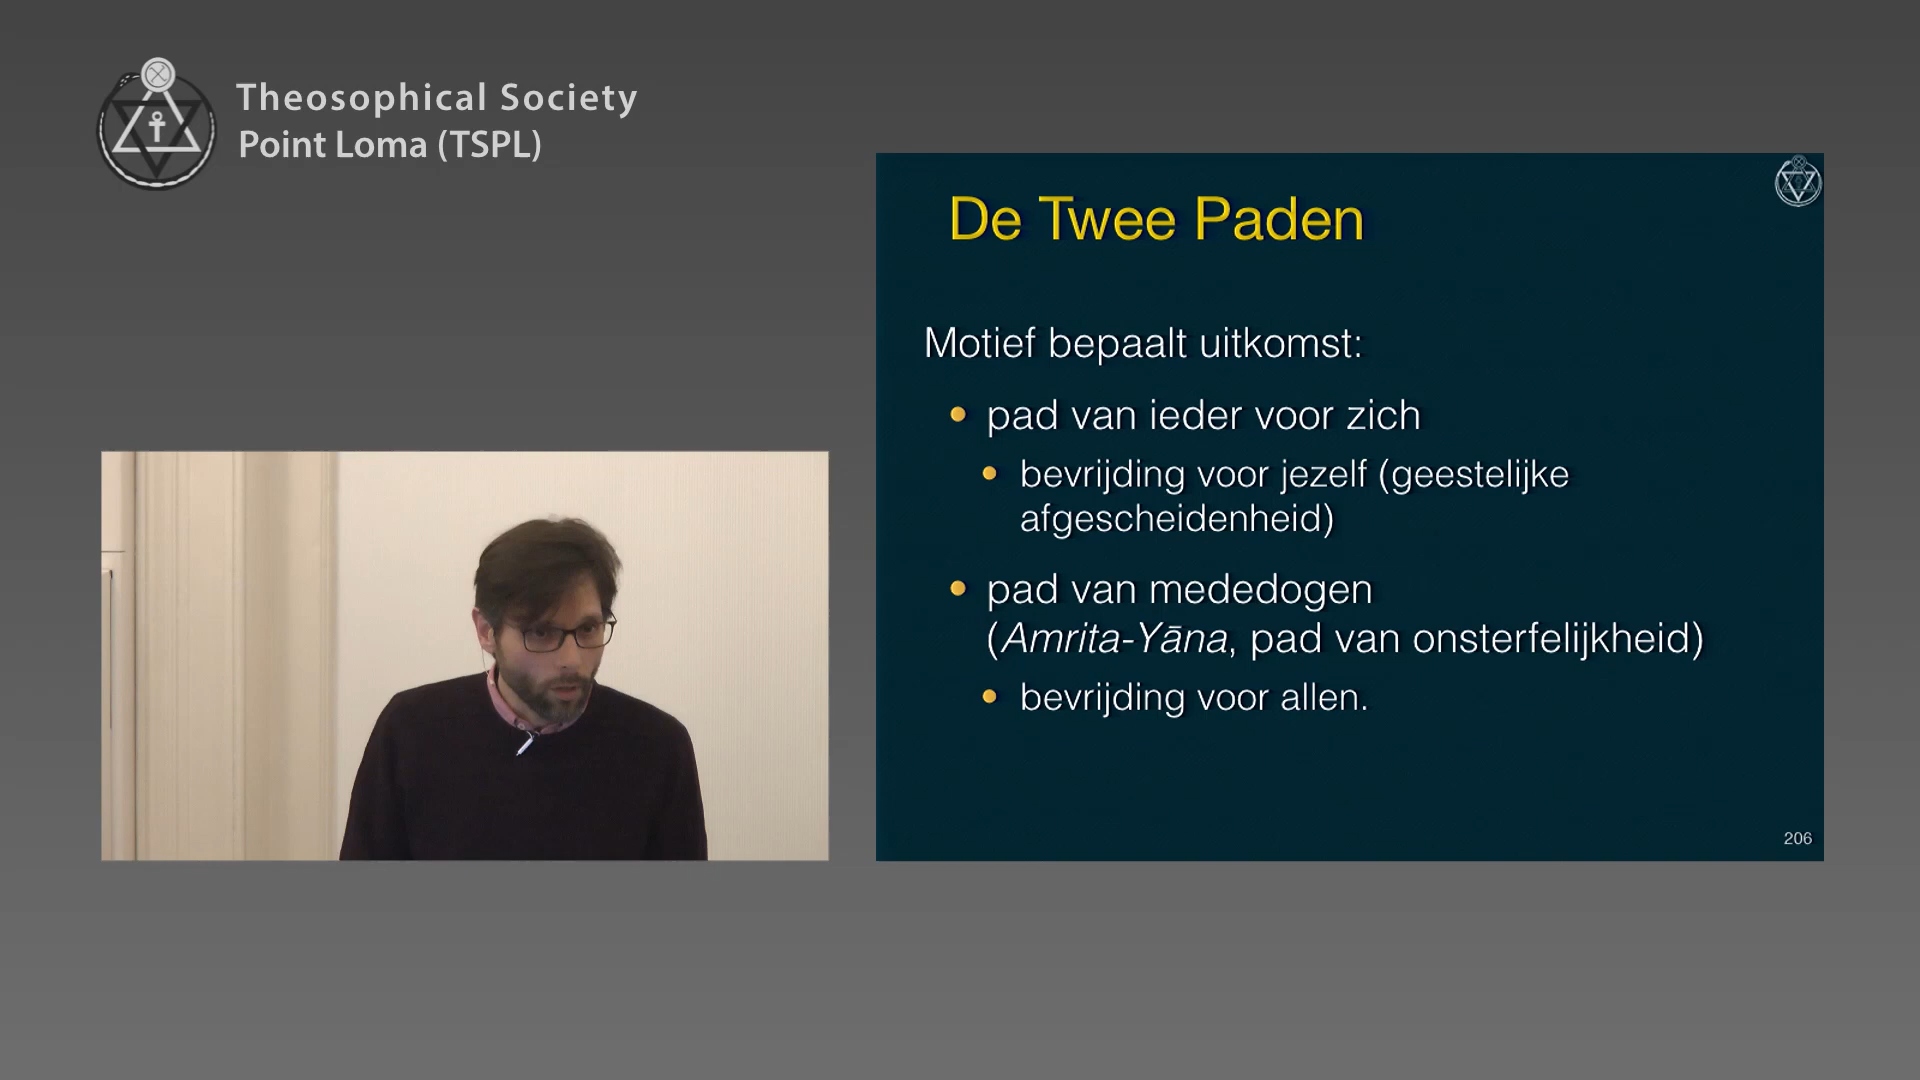 Theosophical Society
Point Loma (TSPL)
De Twee Paden
Motief bepaalt uitkomst:
pad van ieder voor zich
bevrijding voor jezelf (geestelijke
afgescheidenheid)
pad van mededogen
(Amrita-Yāna, pad van onsterfelijkheid)
bevrijding voor allen.
206